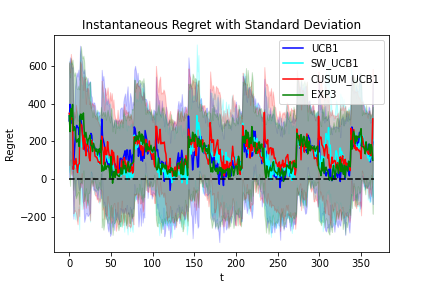 Instantaneous Regret with Standard Deviation
UCB1
SW_UCB1
CUSUM_UCB1
EXP3
Regret
600
400
200
0
−200
0
50
100
150
200
250
300
350
t